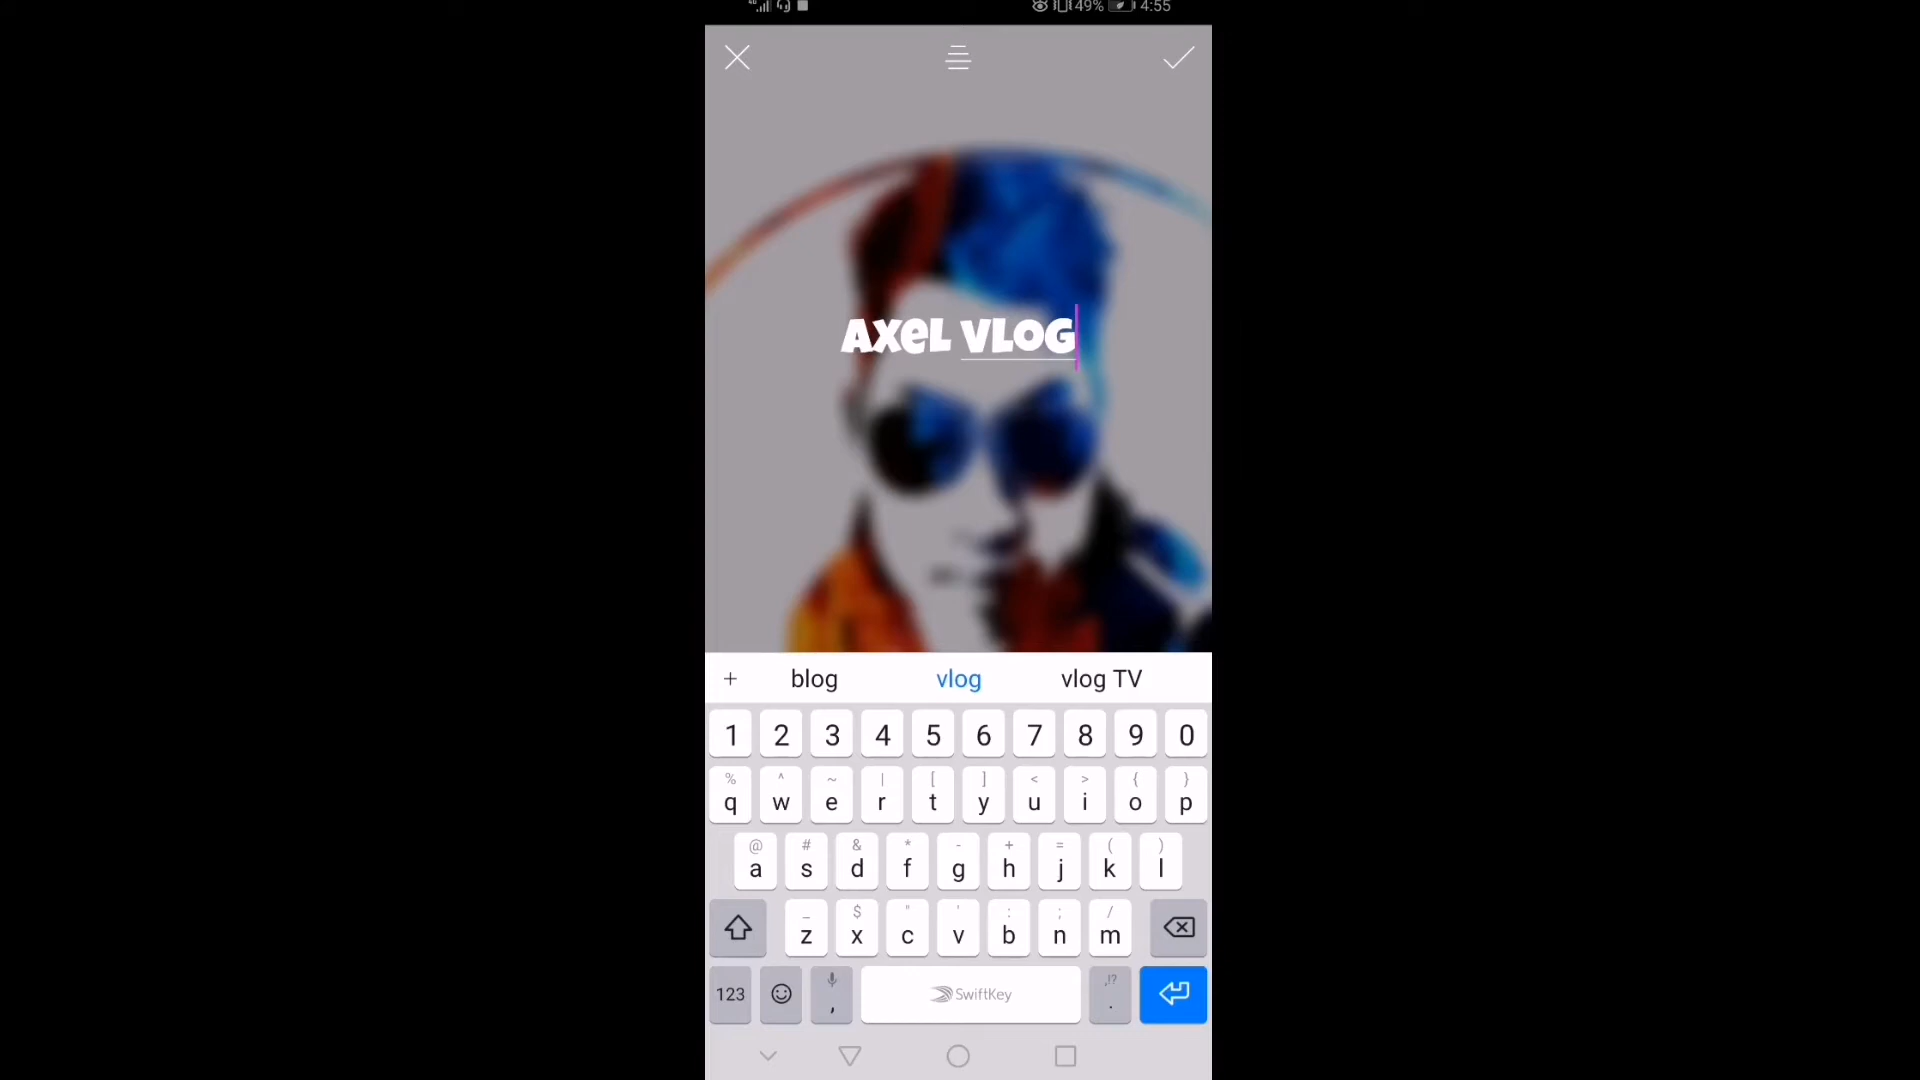 49% 4:55
AXeL VLOG
+ blog vlog vlog TV
1 2 3 4 5 6 7 8 9 0
% ^ ~ | [ ] < > { }
q w e r t y u i o p
@ # & * - + = ( )
a s d f g h j k l
_ $ " ' : ; /
z x c v b n m
,!?
123 , SwiftKey .